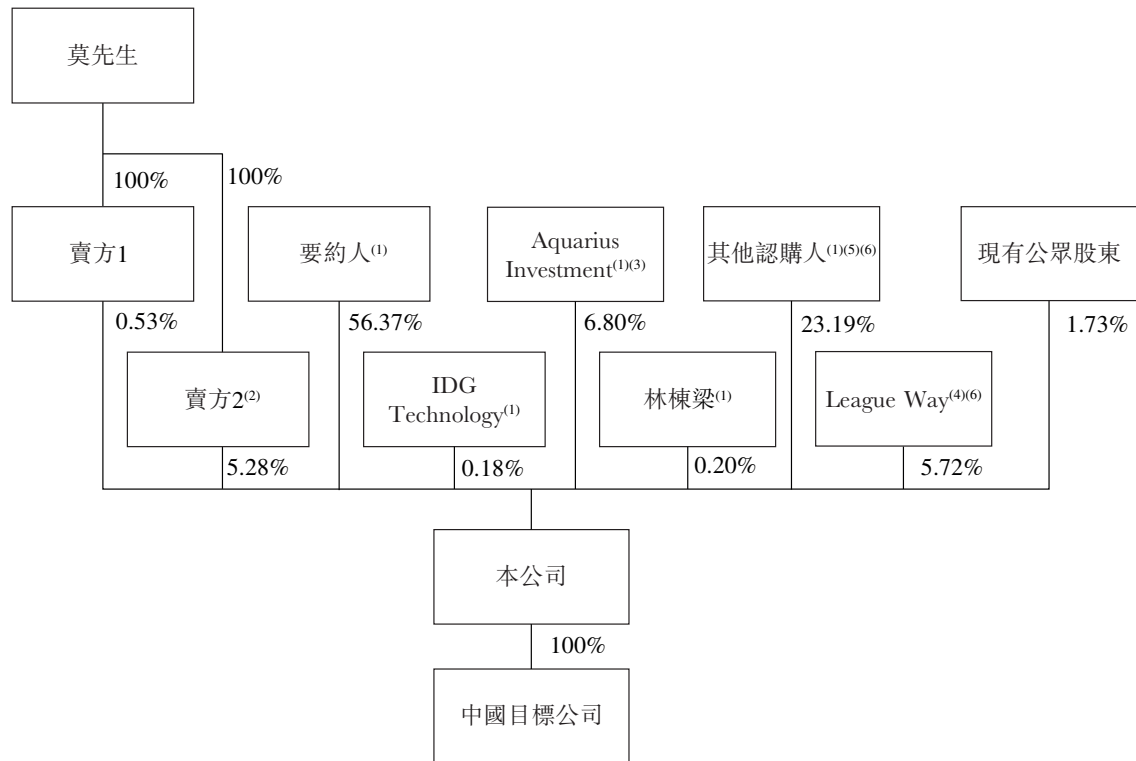 莫先生
100%
100%
賣方1
要約人(1)
Aquarius
Investment(1)(3)
其他認購人(1)(5)(6)
現有公眾股東
0.53%
56.37%
6.80%
23.19%
1.73%
賣方2(2)
IDG
Technology(1)
林棟梁(1)
League Way(4)(6)
5.28%
0.18%
0.20%
5.72%
本公司
100%
中國目標公司